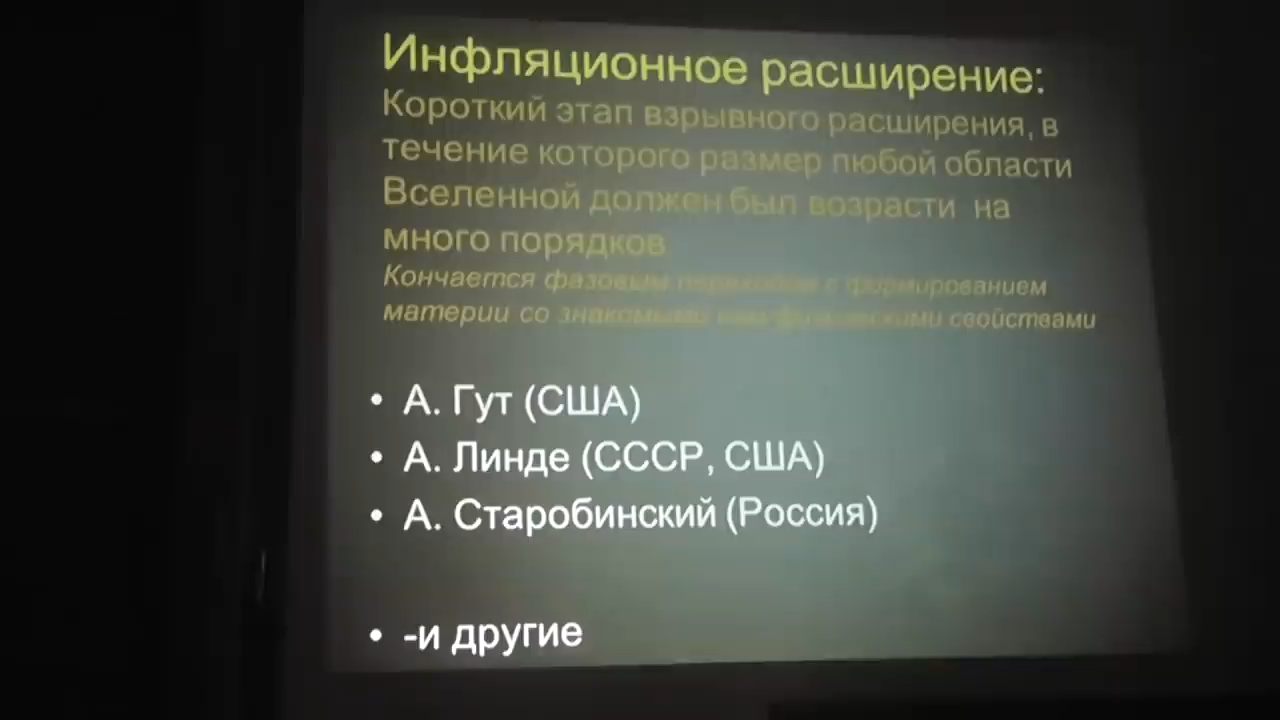 Инфляционное расширение:
Короткий этап взрывного расширения, в
течение которого размер любой области
Вселенной должен был возрасти на
много порядков
Кончается фазовым переходом с формированием
материи со знакомыми нам физическими свойствами
• А. Гут (США)
• А. Линде (СССР, США)
• А. Старобинский (Россия)
• -и другие